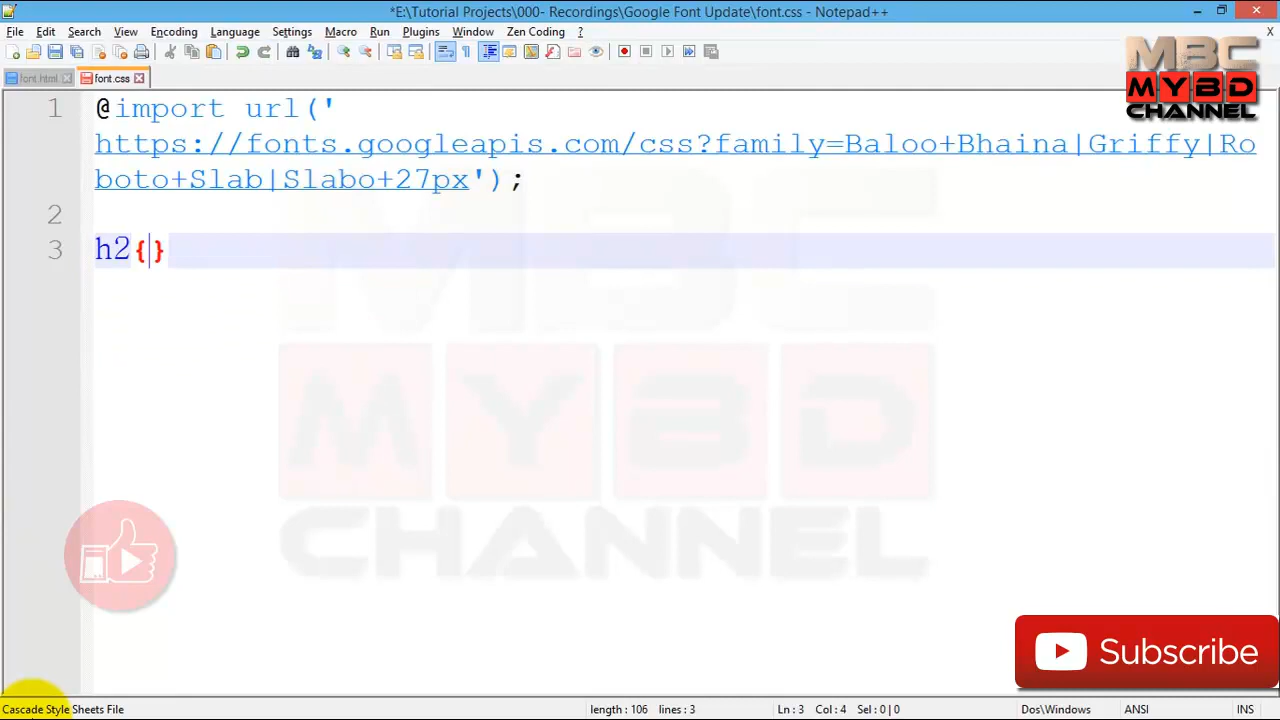 *E:\Tutorial Projects\000- Recordings\Google Font Update\font.css - Notepad++
File Edit Search View Encoding Language Settings Macro Run Plugins Window Zen Coding ? X
font.html font.css
MBC
MYBD
CHANNEL
1 @import url('
https://fonts.googleapis.com/css?family=Baloo+Bhaina|Griffy|Ro
boto+Slab|Slabo+27px');
2
3 h2{}
MBC
MYBD
CHANNEL
Subscribe
Cascade Style Sheets File length : 106 lines : 3 Ln : 3 Col : 4 Sel : 0 | 0 Dos\Windows ANSI INS